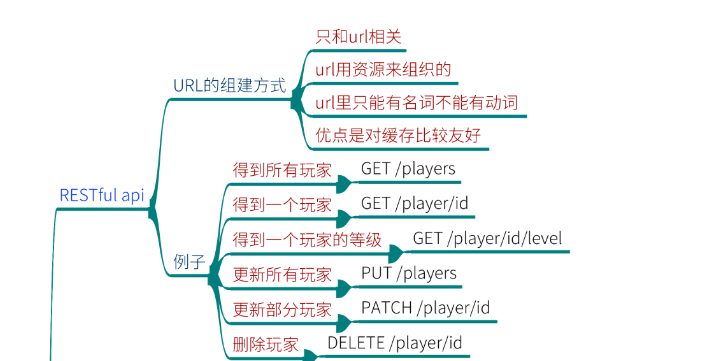 RESTful api
URL的组建方式
只和url相关
url用资源来组织的
url里只能有名词不能有动词
优点是对缓存比较友好
例子
得到所有玩家 GET /players
得到一个玩家 GET /player/id
得到一个玩家的等级 GET /player/id/level
更新所有玩家 PUT /players
更新部分玩家 PATCH /player/id
删除玩家 DELETE /player/id